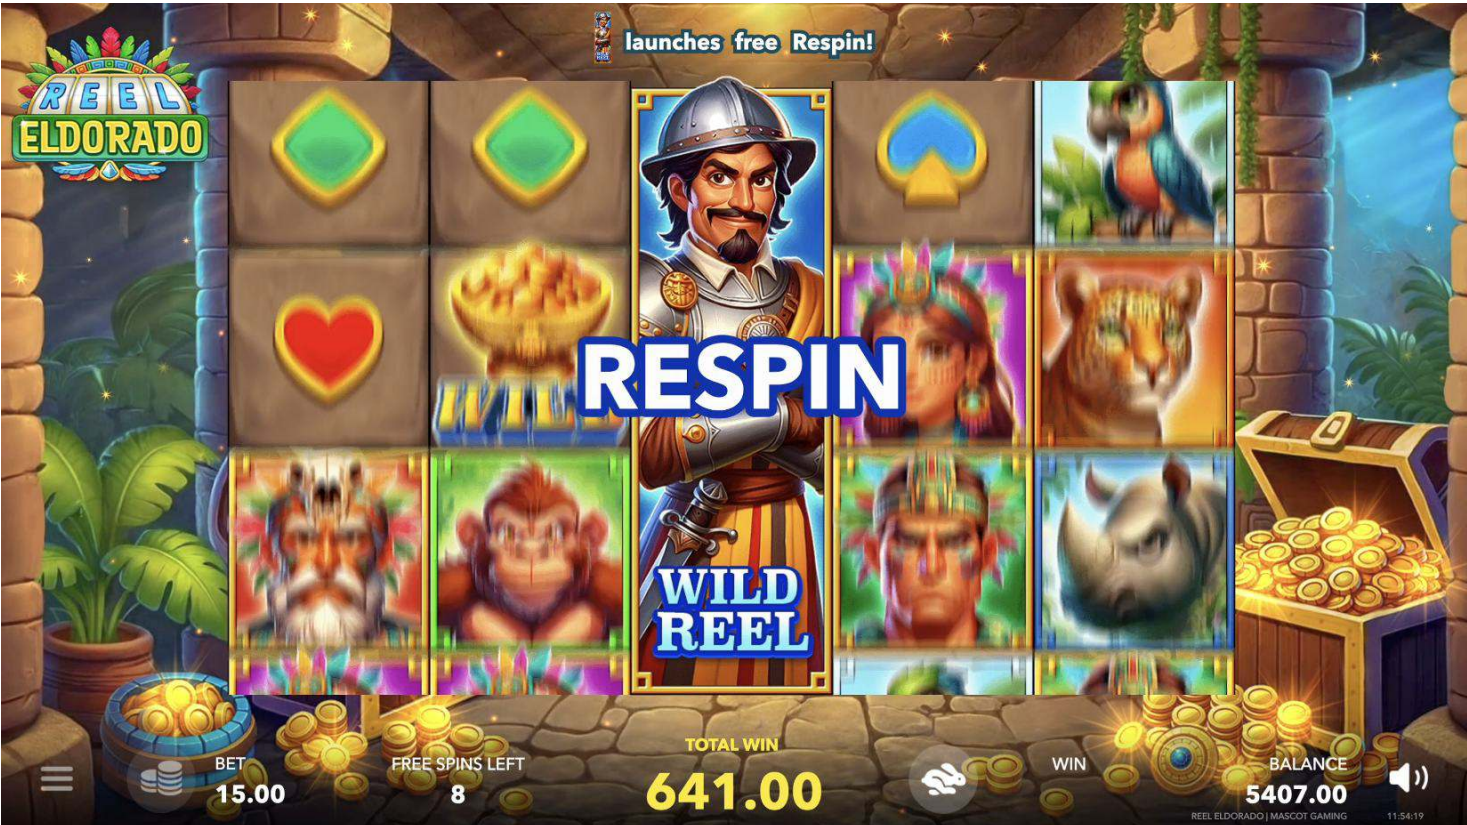 launches free Respin!
REEL
ELDORADO
WILD
RESPIN
WILD
REEL
TOTAL WIN
641.00
BET
15.00
FREE SPINS LEFT
8
WIN
BALANCE
5407.00
REEL ELDORADO | MASCOT GAMING
11:54:19